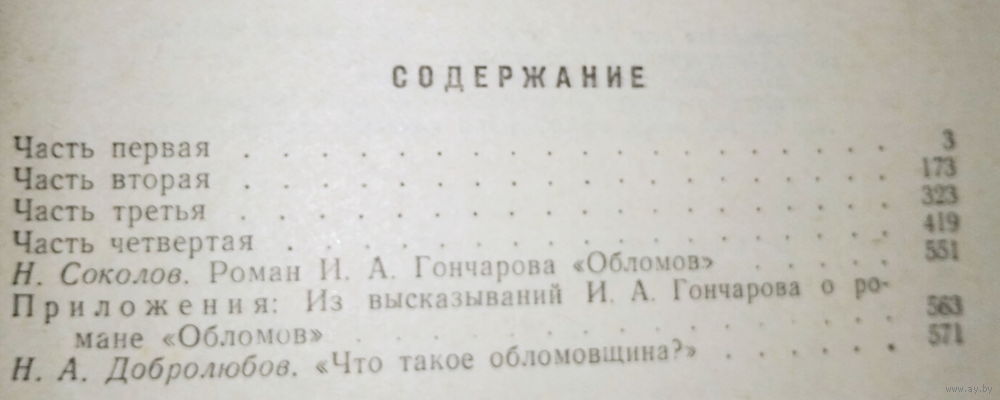 СОДЕРЖАНИЕ
Часть первая . . . . . . . . . . . . . . . . . . 3
Часть вторая . . . . . . . . . . . . . . . . . . 173
Часть третья . . . . . . . . . . . . . . . . . . 323
Часть четвертая . . . . . . . . . . . . . . . . . 419
Н. Соколов. Роман И. А. Гончарова «Обломов» . . . . . 551
Приложения: Из высказываний И. А. Гончарова о ро-
мане «Обломов» . . . . . . . . . . . . . . . 563
Н. А. Добролюбов. «Что такое обломовщина?» . . . . . 571
www.ay.by